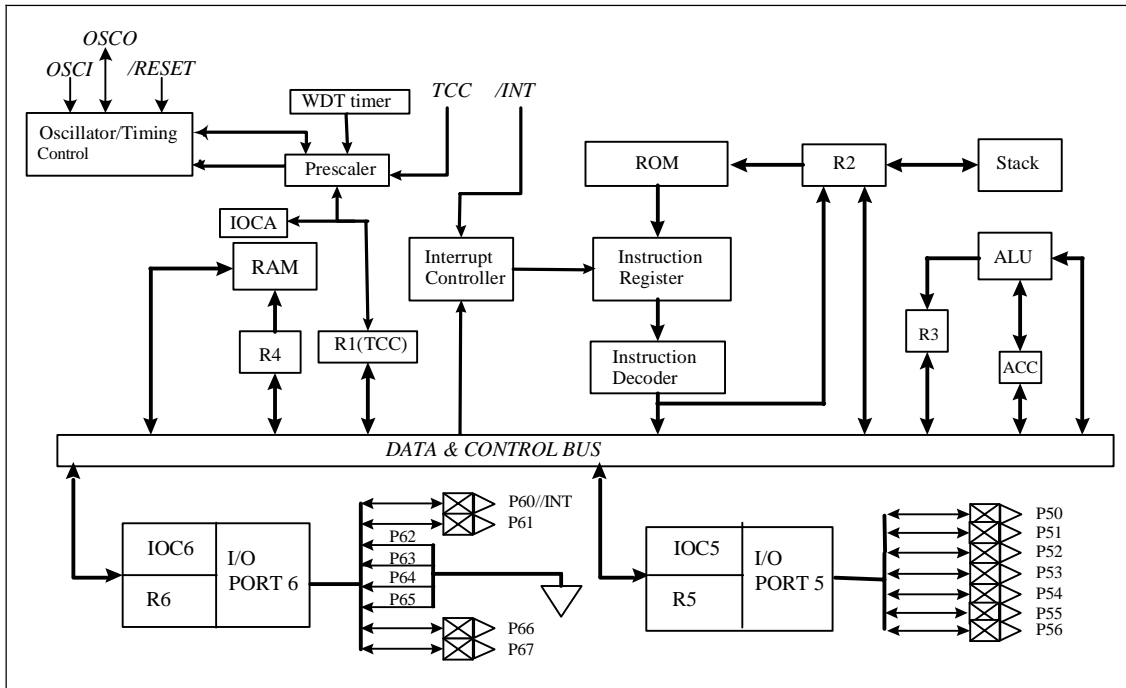 OSCO
OSCI
/RESET
TCC
/INT
WDT timer
Oscillator/Timing
Control
Prescaler
ROM
R2
Stack
IOCA
RAM
Interrupt
Controller
Instruction
Register
ALU
R4
R1(TCC)
Instruction
Decoder
R3
ACC
DATA & CONTROL BUS
P60//INT
P61
P62
P63
P64
P65
P66
P67
IOC6
R6
I/O
PORT 6
IOC5
R5
I/O
PORT 5
P50
P51
P52
P53
P54
P55
P56